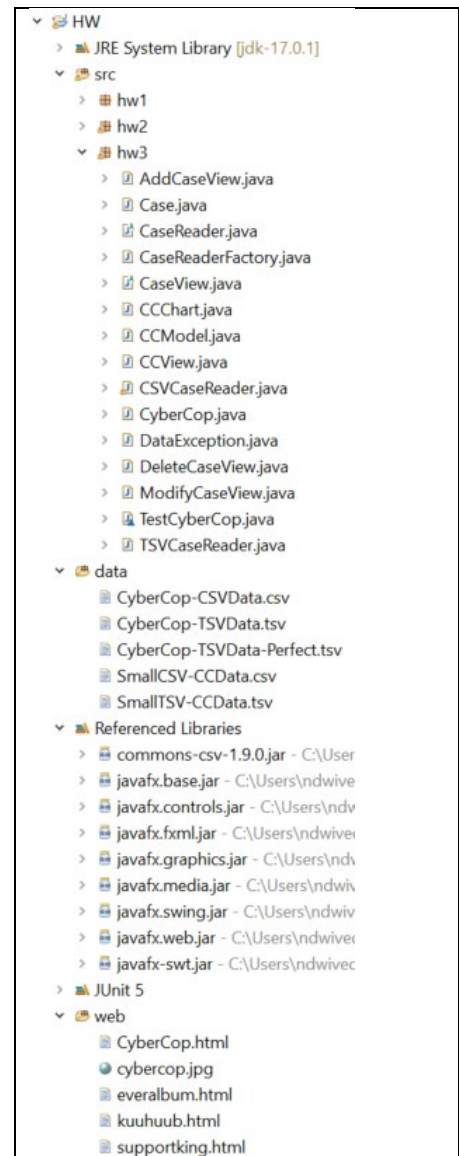 HW
JRE System Library [jdk-17.0.1]
src
hw1
hw2
hw3
AddCaseView.java
Case.java
CaseReader.java
CaseReaderFactory.java
CaseView.java
CCChart.java
CCModel.java
CCView.java
CSVCaseReader.java
CyberCop.java
DataException.java
DeleteCaseView.java
ModifyCaseView.java
TestCyberCop.java
TSVCaseReader.java
data
CyberCop-CSVData.csv
CyberCop-TSVData.tsv
CyberCop-TSVData-Perfect.tsv
SmallCSV-CCData.csv
SmallTSV-CCData.tsv
Referenced Libraries
commons-csv-1.9.0.jar - C:\User
javafx.base.jar - C:\Users\ndwive
javafx.controls.jar - C:\Users\ndw
javafx.fxml.jar - C:\Users\ndwived
javafx.graphics.jar - C:\Users\ndv
javafx.media.jar - C:\Users\ndwiv
javafx.swing.jar - C:\Users\ndwiv
javafx.web.jar - C:\Users\ndwived
javafx-swt.jar - C:\Users\ndwived
JUnit 5
web
CyberCop.html
cybercop.jpg
everalbum.html
kuuhuub.html
supportking.html